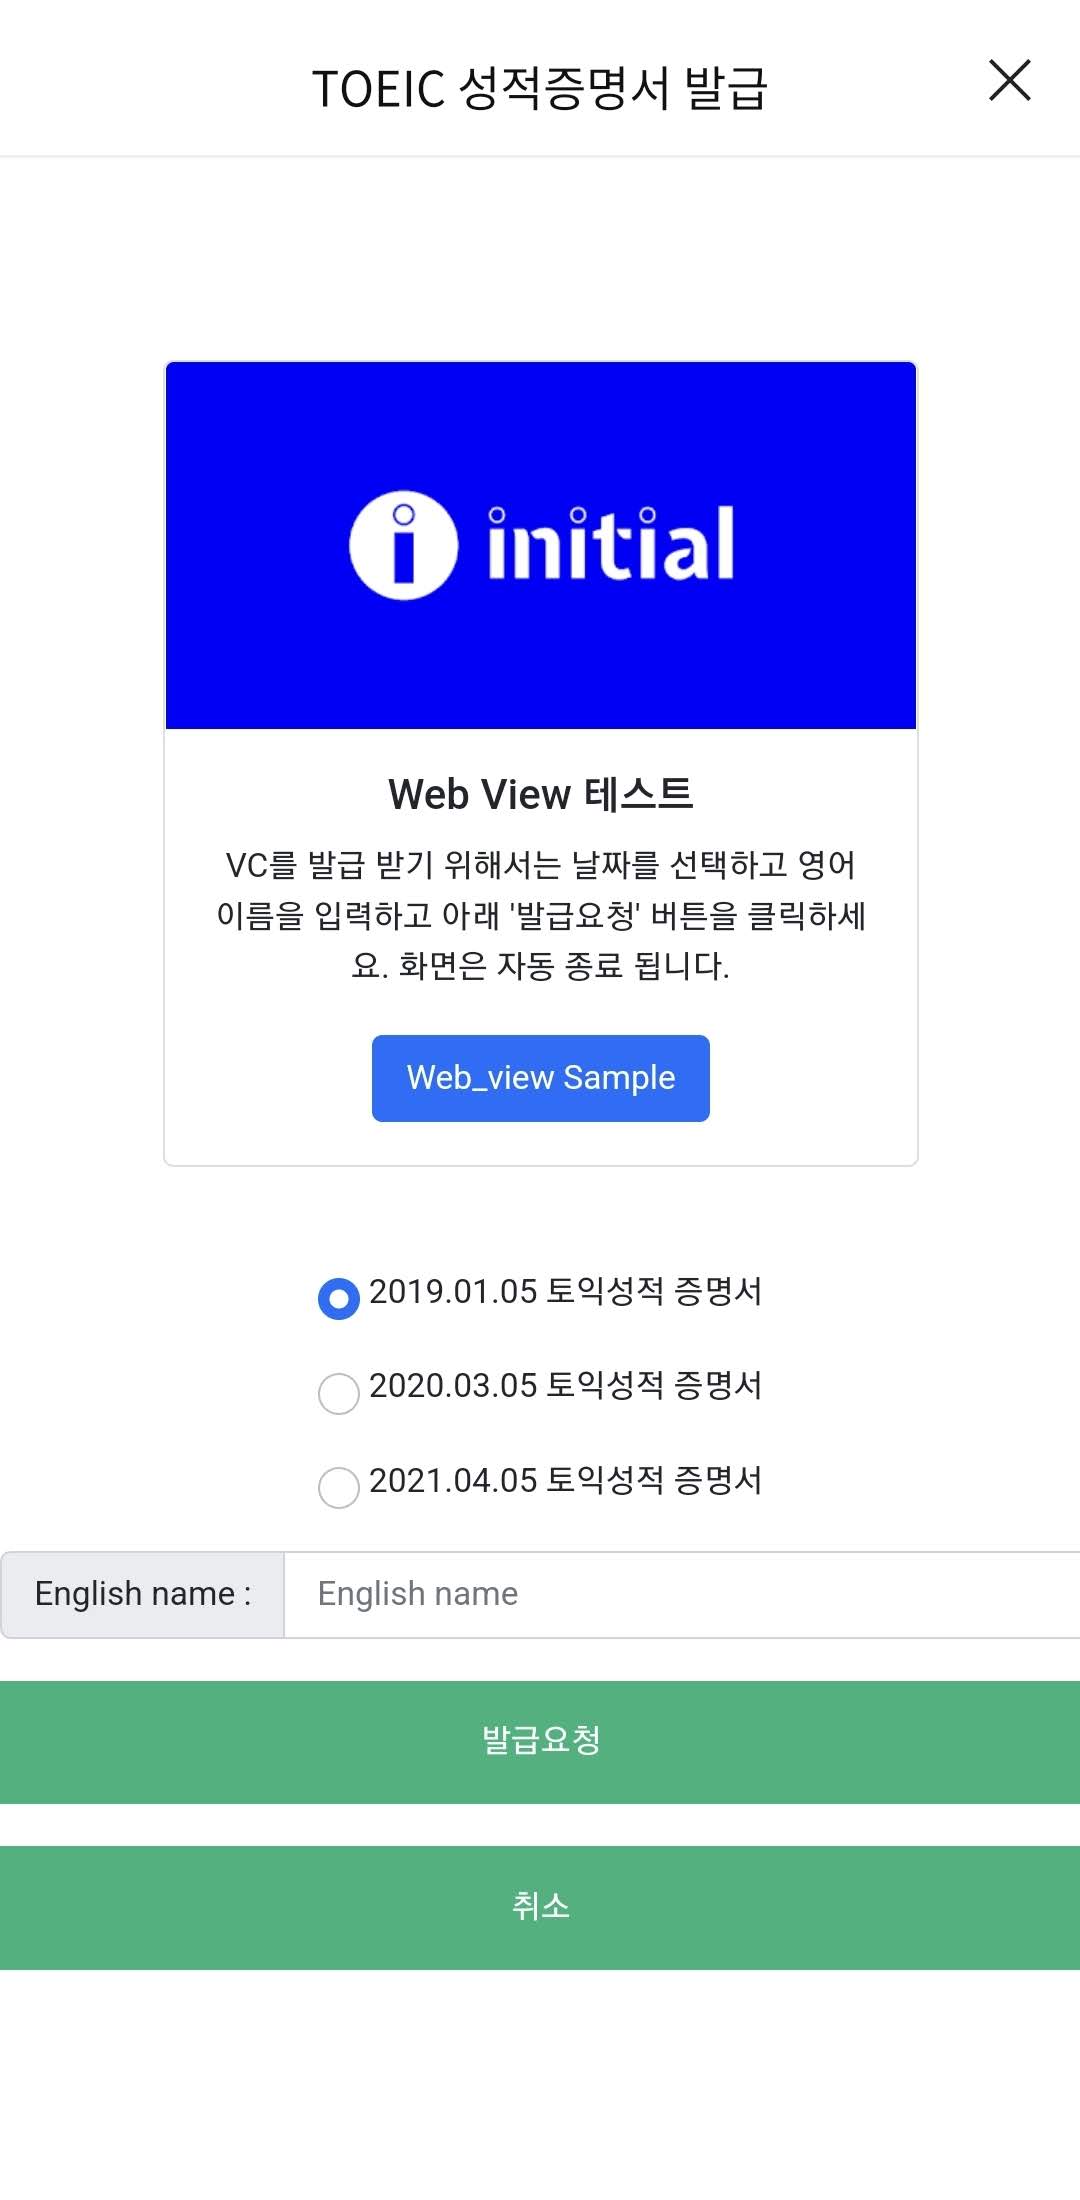 TOEIC 성적증명서 발급
initial
Web View 테스트
VC를 발급 받기 위해서는 날짜를 선택하고 영어
이름을 입력하고 아래 '발급요청' 버튼을 클릭하세
요. 화면은 자동 종료 됩니다.
Web_view Sample
2019.01.05 토익성적 증명서
2020.03.05 토익성적 증명서
2021.04.05 토익성적 증명서
English name : English name
발급요청
취소